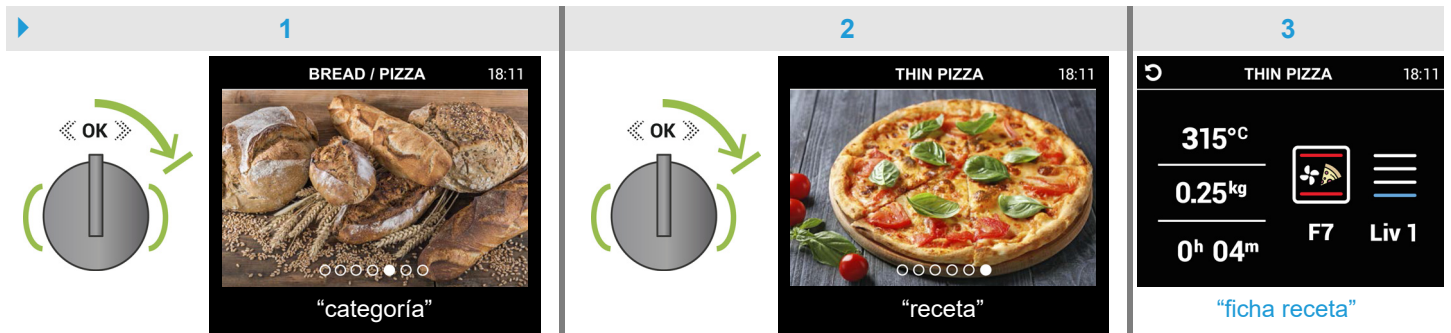 1
2
3
OK
BREAD / PIZZA 18:11
“categoría”
OK
THIN PIZZA 18:11
“receta”
THIN PIZZA 18:11
315°C
0.25kg
0h 04m
F7
Liv 1
“ficha receta”